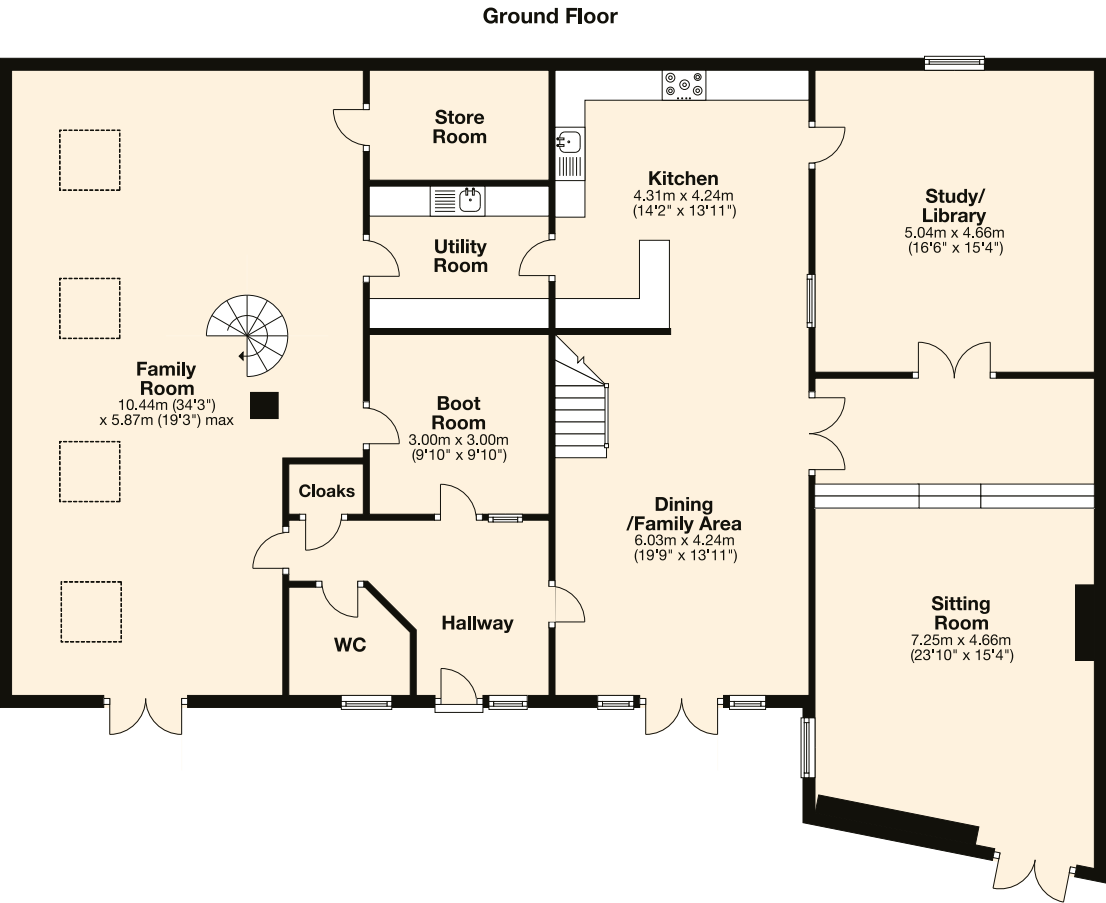 Ground Floor
Store
Room
Kitchen
4.31m x 4.24m
(14'2" x 13'11")
Study/
Library
5.04m x 4.66m
(16'6" x 15'4")
Utility
Room
Family
Room
10.44m (34'3")
x 5.87m (19'3") max
Boot
Room
3.00m x 3.00m
(9'10" x 9'10")
Cloaks
Dining
/Family Area
6.03m x 4.24m
(19'9" x 13'11")
Hallway
WC
Sitting
Room
7.25m x 4.66m
(23'10" x 15'4")